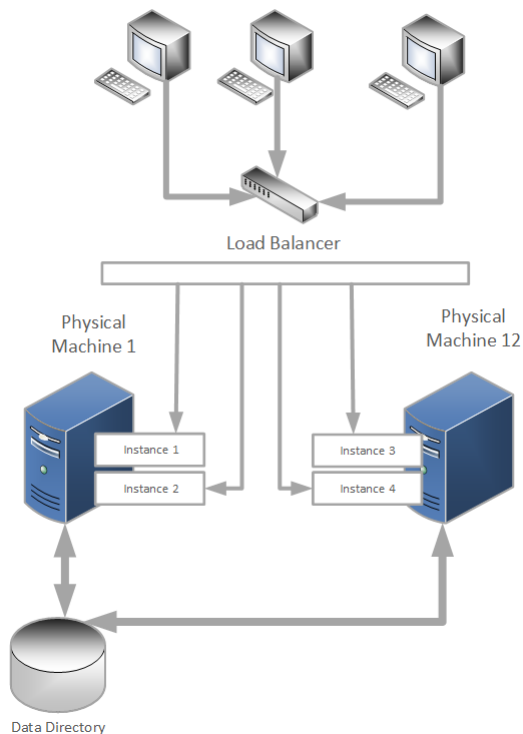 Load Balancer
Physical
Machine 1
Physical
Machine 12
Instance 1
Instance 2
Instance 3
Instance 4
Data Directory